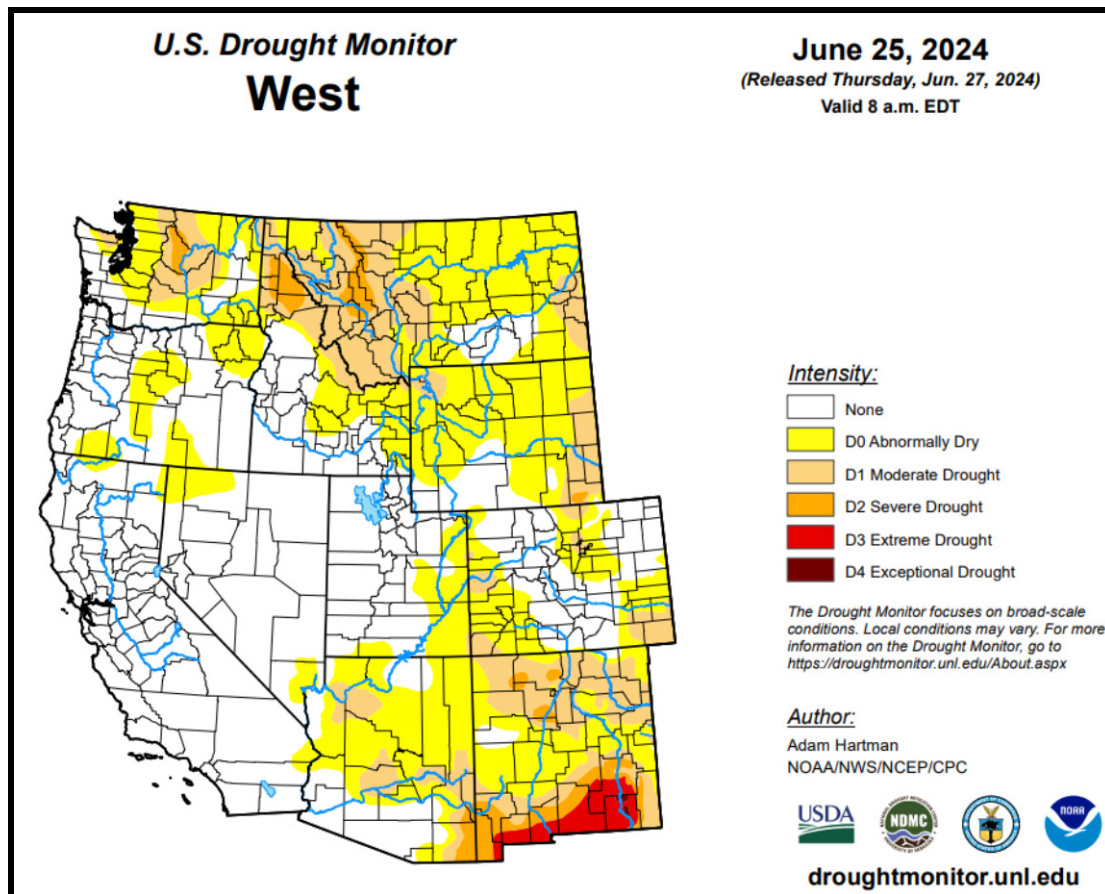 U.S. Drought Monitor
West
June 25, 2024
(Released Thursday, Jun. 27, 2024)
Valid 8 a.m. EDT
Intensity:
None
D0 Abnormally Dry
D1 Moderate Drought
D2 Severe Drought
D3 Extreme Drought
D4 Exceptional Drought
The Drought Monitor focuses on broad-scale
conditions. Local conditions may vary. For more
information on the Drought Monitor, go to
https://droughtmonitor.unl.edu/About.aspx
Author:
Adam Hartman
NOAA/NWS/NCEP/CPC
USDA
NDMC
NOAA
droughtmonitor.unl.edu